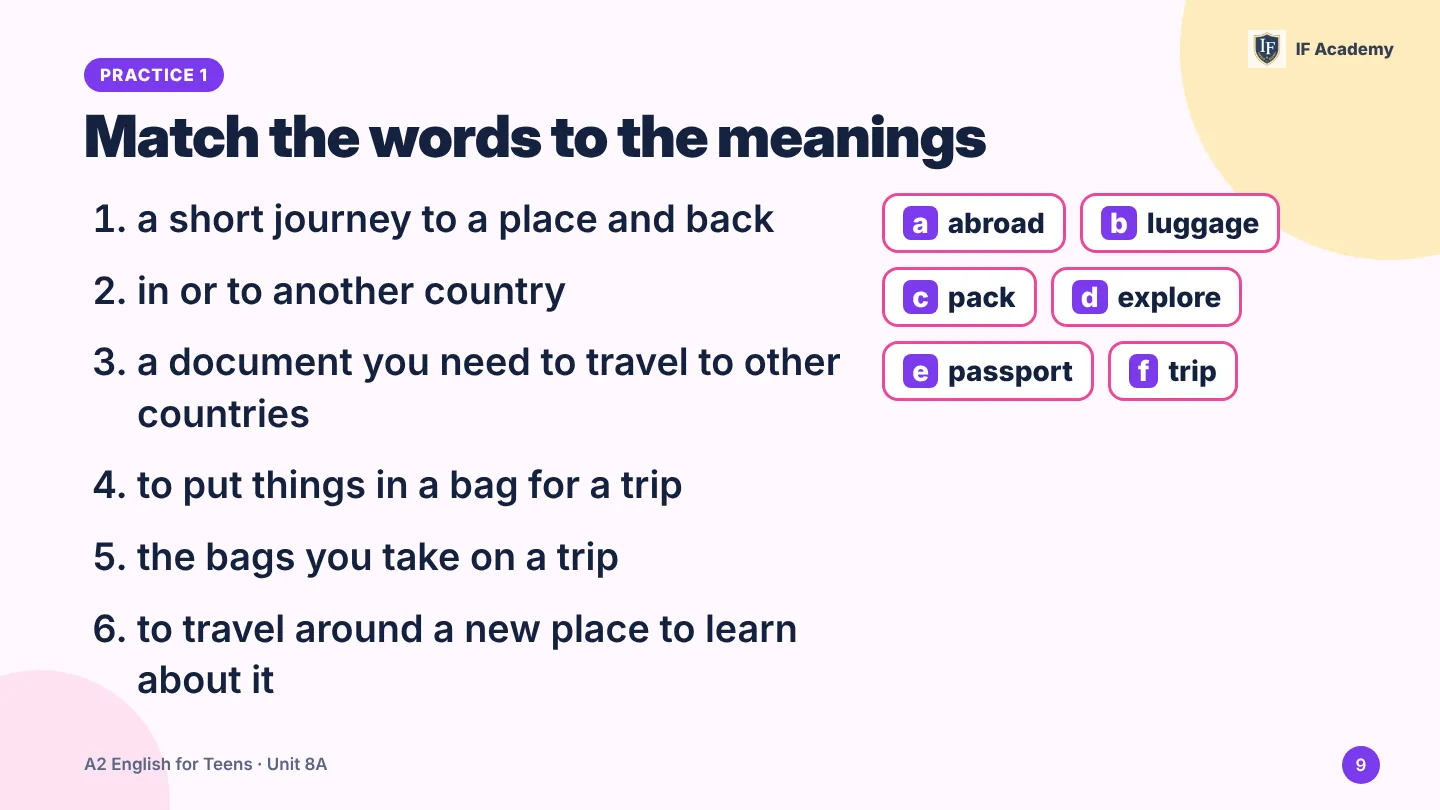 IF
IF Academy
PRACTICE 1
Match the words to the meanings
1. a short journey to a place and back
2. in or to another country
3. a document you need to travel to other
countries
4. to put things in a bag for a trip
5. the bags you take on a trip
6. to travel around a new place to learn
about it
a abroad
b luggage
c pack
d explore
e passport
f trip
A2 English for Teens · Unit 8A
9